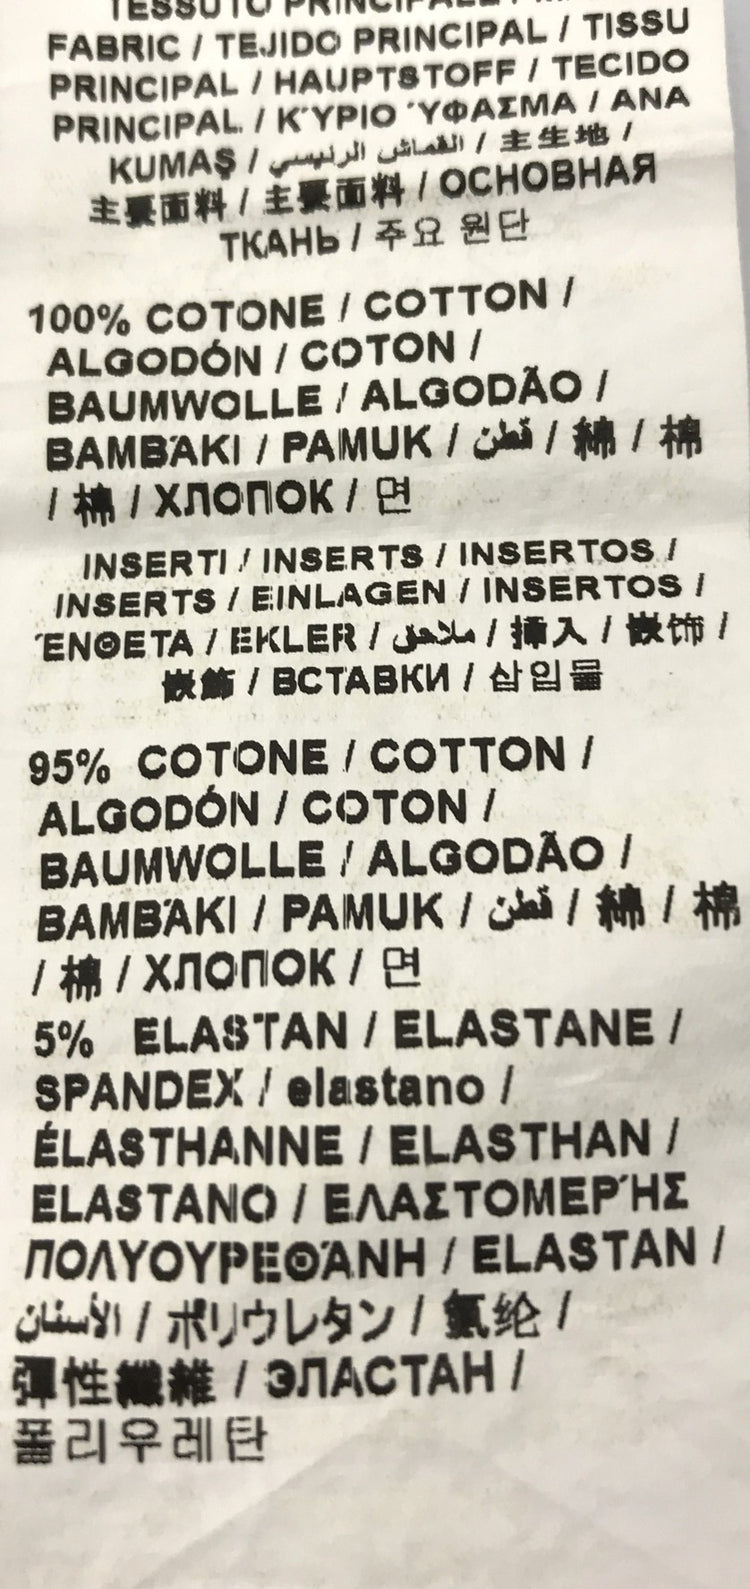 TESSUTO PRINCIPALE /
FABRIC / TEJIDO PRINCIPAL / TISSU
PRINCIPAL / HAUPTSTOFF / TECIDO
PRINCIPAL / ΚΎΡΙΟ ΎΦΑΣΜΑ / ANA
KUMAŞ / القماش الرئيسي / 主生地 /
主要面料 / 主要面料 / ОСНОВНАЯ
ТКАНЬ / 주요 원단
100% COTONE / COTTON /
ALGODÓN / COTON /
BAUMWOLLE / ALGODÃO /
ΒΑΜΒΆΚΙ / PAMUK / قطن / 綿 / 棉
/ 棉 / ХЛОПОК / 면
INSERTI / INSERTS / INSERTOS /
INSERTS / EINLAGEN / INSERTOS /
ΈΝΘΕΤΑ / EKLER / ملاحق / 挿入 / 嵌饰 /
嵌飾 / ВСТАВКИ / 삽입물
95% COTONE / COTTON /
ALGODÓN / COTON /
BAUMWOLLE / ALGODÃO /
ΒΑΜΒΆΚΙ / PAMUK / قطن / 綿 / 棉
/ 棉 / ХЛОПОК / 면
5% ELASTAN / ELASTANE /
SPANDEX / elastano /
ÉLASTHANNE / ELASTHAN /
ELASTANO / ΕΛΑΣΤΟΜΕΡΉΣ
ΠΟΛΥΟΥΡΕΘΆΝΗ / ELASTAN /
الأستان / ポリウレタン / 氨纶 /
彈性纖維 / ЭЛАСТАН /
폴리우레탄